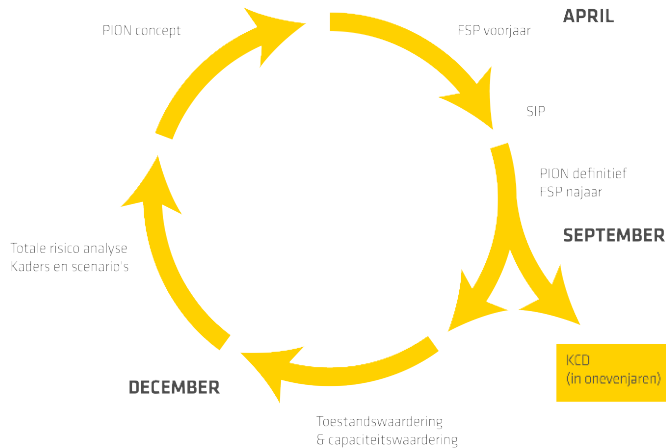 PION concept
FSP voorjaar
APRIL
SIP
PION definitief
FSP najaar
SEPTEMBER
KCD
(in onevenjaren)
Toestandswaardering
& capaciteitswaardering
DECEMBER
Totale risico analyse
Kaders en scenario's